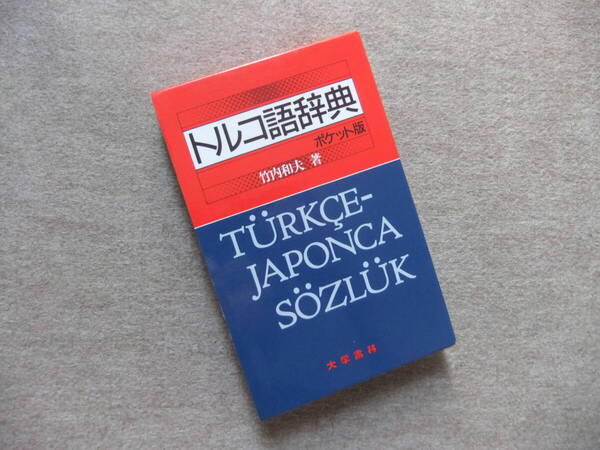 トルコ語辞典
ポケット版
竹内和夫 著
TÜRKÇE-
JAPONCA
SÖZLÜK
大学書林